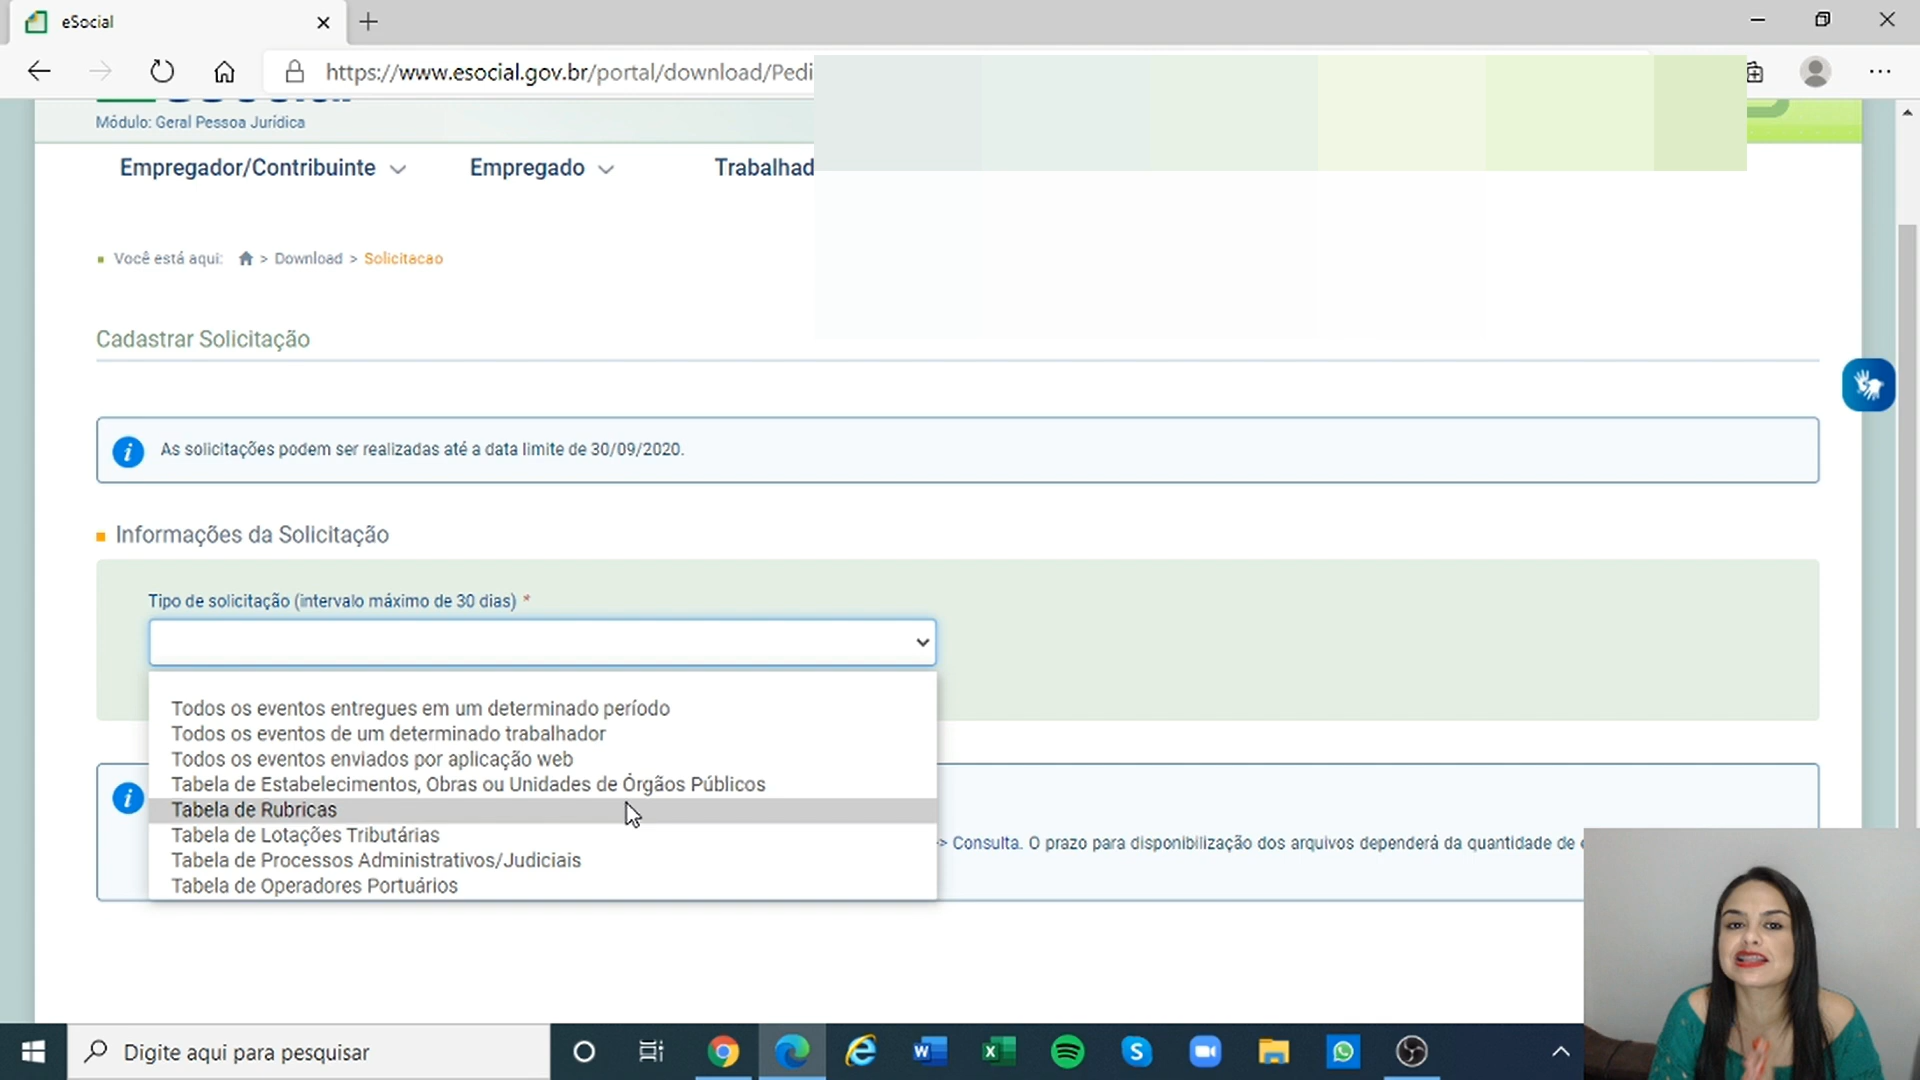 eSocial
https://www.esocial.gov.br/portal/download/Pedi
Módulo: Geral Pessoa Jurídica
Empregador/Contribuinte
Empregado
Trabalhad
Você está aqui: > Download > Solicitacao
Cadastrar Solicitação
As solicitações podem ser realizadas até a data limite de 30/09/2020.
Informações da Solicitação
Tipo de solicitação (intervalo máximo de 30 dias) *
Todos os eventos entregues em um determinado período
Todos os eventos de um determinado trabalhador
Todos os eventos enviados por aplicação web
Tabela de Estabelecimentos, Obras ou Unidades de Órgãos Públicos
Tabela de Rubricas
Tabela de Lotações Tributárias
> Consulta. O prazo para disponibilização dos arquivos dependerá da quantidade de
Tabela de Processos Administrativos/Judiciais
Tabela de Operadores Portuários
Digite aqui para pesquisar